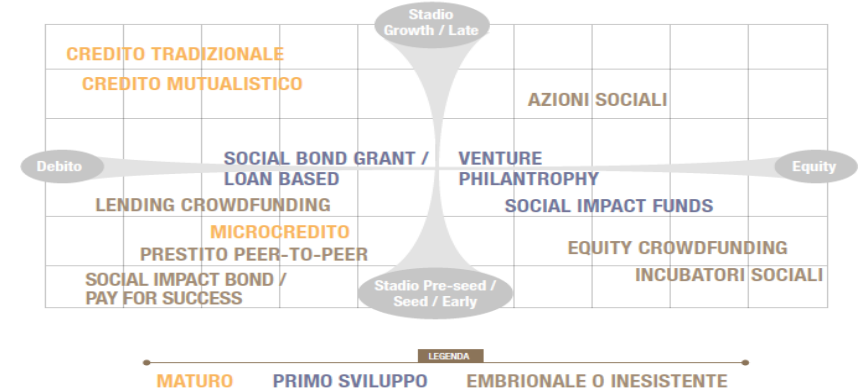 Stadio
Growth / Late
CREDITO TRADIZIONALE
CREDITO MUTUALISTICO
AZIONI SOCIALI
Debito
SOCIAL BOND GRANT /
LOAN BASED
VENTURE
PHILANTROPHY
Equity
LENDING CROWDFUNDING
SOCIAL IMPACT FUNDS
MICROCREDITO
PRESTITO PEER-TO-PEER
EQUITY CROWDFUNDING
SOCIAL IMPACT BOND /
PAY FOR SUCCESS
Stadio Pre-seed /
Seed / Early
INCUBATORI SOCIALI
LEGENDA
MATURO PRIMO SVILUPPO EMBRIONALE O INESISTENTE